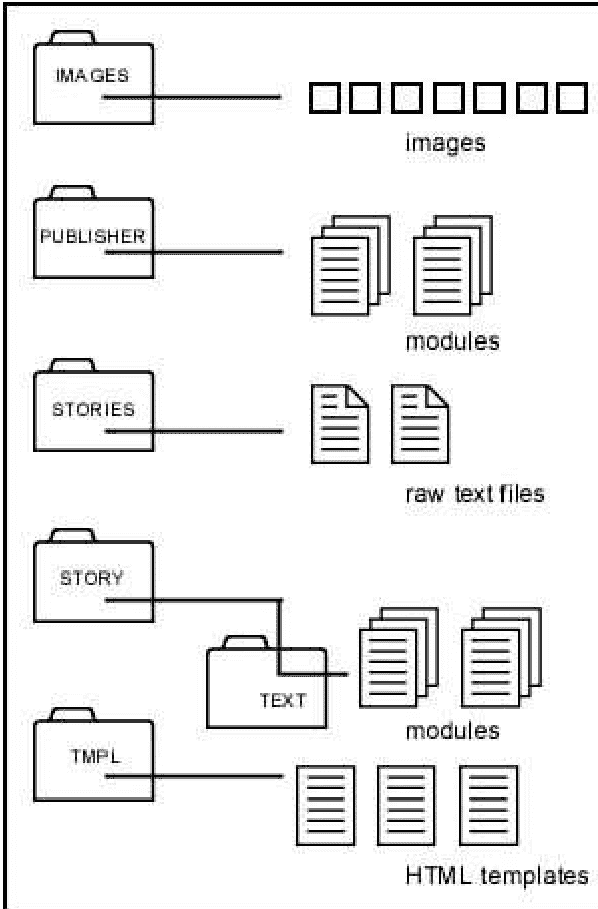 IMAGES
images
PUBLISHER
modules
STORIES
raw text files
STORY
TEXT
modules
TMPL
HTML templates